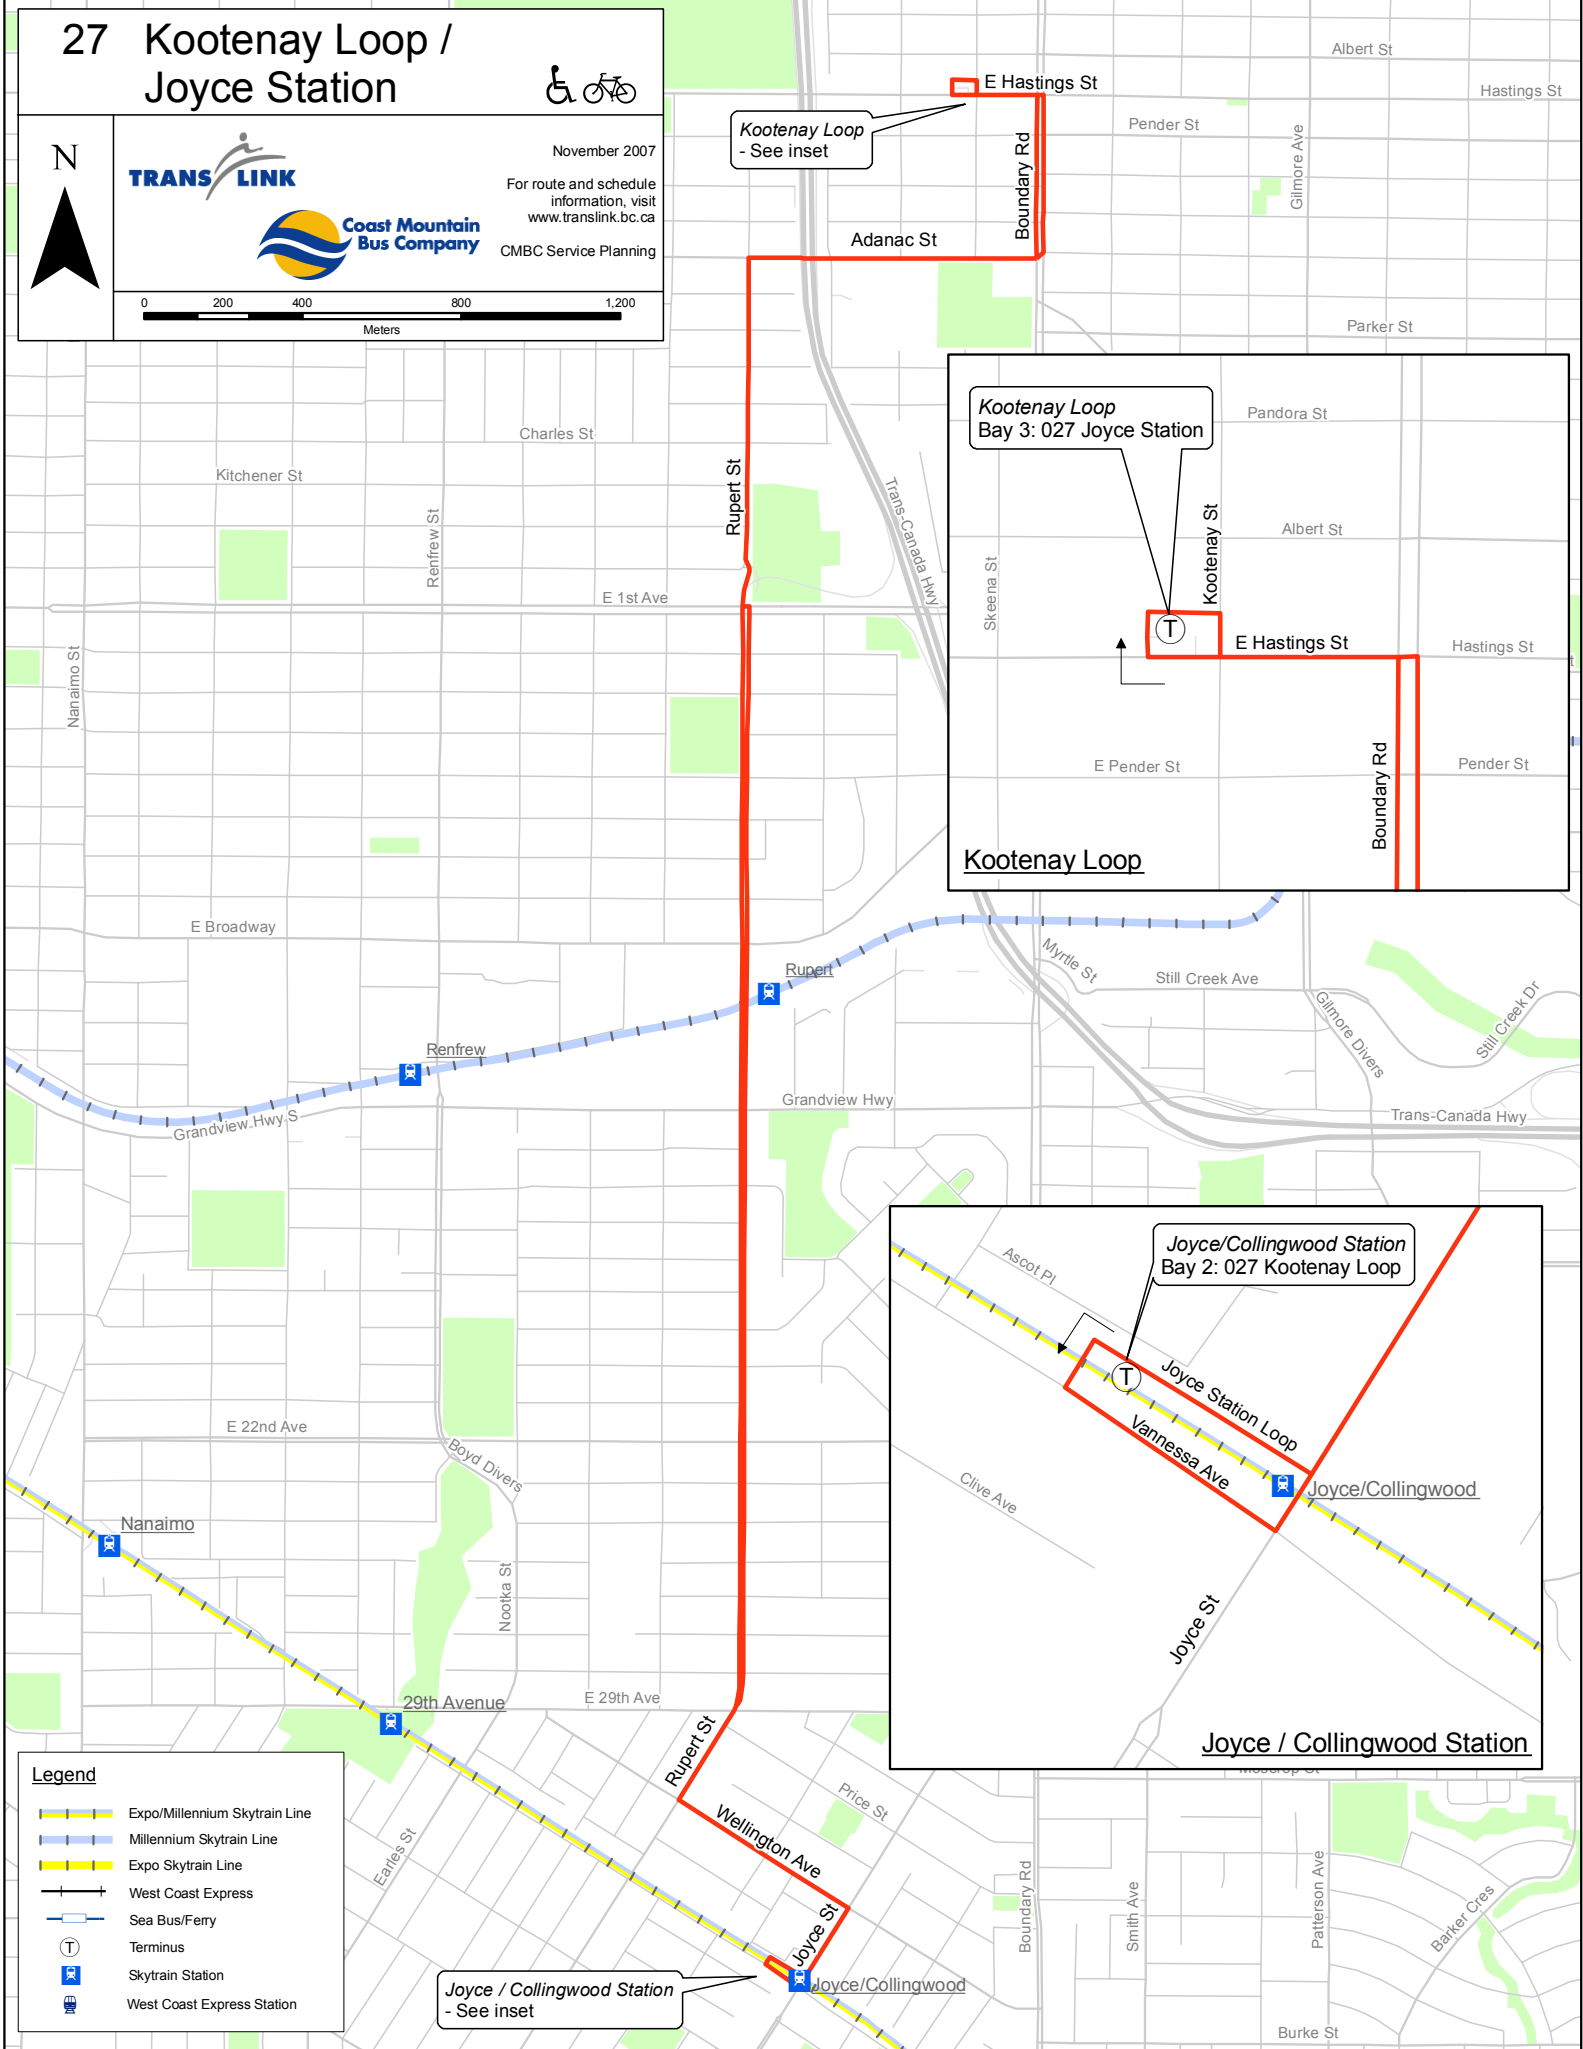 27 Kootenay Loop /
Joyce Station
N
TRANS LINK
Coast Mountain
Bus Company
November 2007
For route and schedule
information, visit
www.translink.bc.ca
CMBC Service Planning
0 200 400 800 1,200
Meters
E Hastings St
Albert St
Hastings St
Kootenay Loop
- See inset
Pender St
Boundary Rd
Gilmore Ave
Adanac St
Parker St
Charles St
Kitchener St
Renfrew St
Rupert St
Trans-Canada Hwy
E 1st Ave
Nanaimo St
Kootenay Loop
Bay 3: 027 Joyce Station
Pandora St
Albert St
Kootenay St
Skeena St
E Hastings St
Hastings St
E Pender St
Pender St
Boundary Rd
Kootenay Loop
E Broadway
Rupert
Renfrew
Myrtle St
Still Creek Ave
Gilmore Divers
Still Creek Dr
Grandview Hwy
Grandview Hwy S
Trans-Canada Hwy
Joyce/Collingwood Station
Bay 2: 027 Kootenay Loop
Ascot Pl
Joyce Station Loop
Vannessa Ave
Clive Ave
Joyce/Collingwood
Joyce St
Joyce / Collingwood Station
E 22nd Ave
Boyd Divers
Nanaimo
Nootka St
29th Avenue
E 29th Ave
Rupert St
Price St
Wellington Ave
Earles St
Joyce St
Joyce/Collingwood
Joyce / Collingwood Station
- See inset
Boundary Rd
Smith Ave
Patterson Ave
Barker Cres
Burke St
Legend
Expo/Millennium Skytrain Line
Millennium Skytrain Line
Expo Skytrain Line
West Coast Express
Sea Bus/Ferry
T Terminus
Skytrain Station
West Coast Express Station
T
T